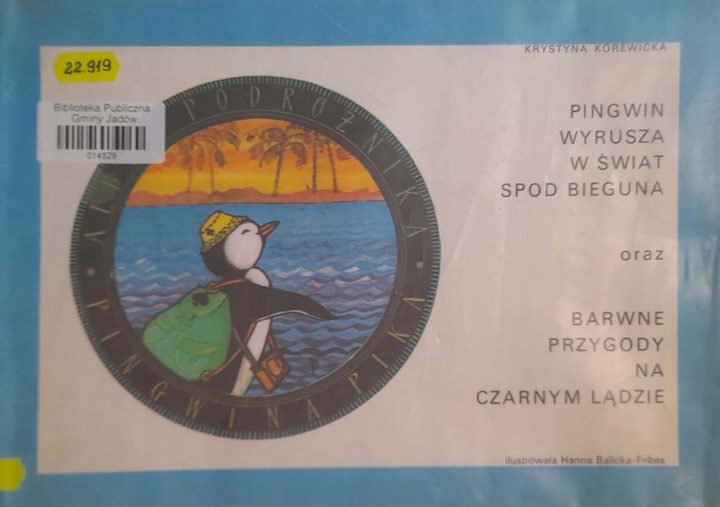 KRYSTYNA KOREWICKA
22.919
Biblioteka Publiczna
Gminy Jadów
014529
PODRÓŻNIKA
PINGWINA PIKA
PINGWIN
WYRUSZA
W ŚWIAT
SPOD BIEGUNA
oraz
BARWNE
PRZYGODY
NA
CZARNYM LĄDZIE
ilustrowała Hanna Balicka-Fribes